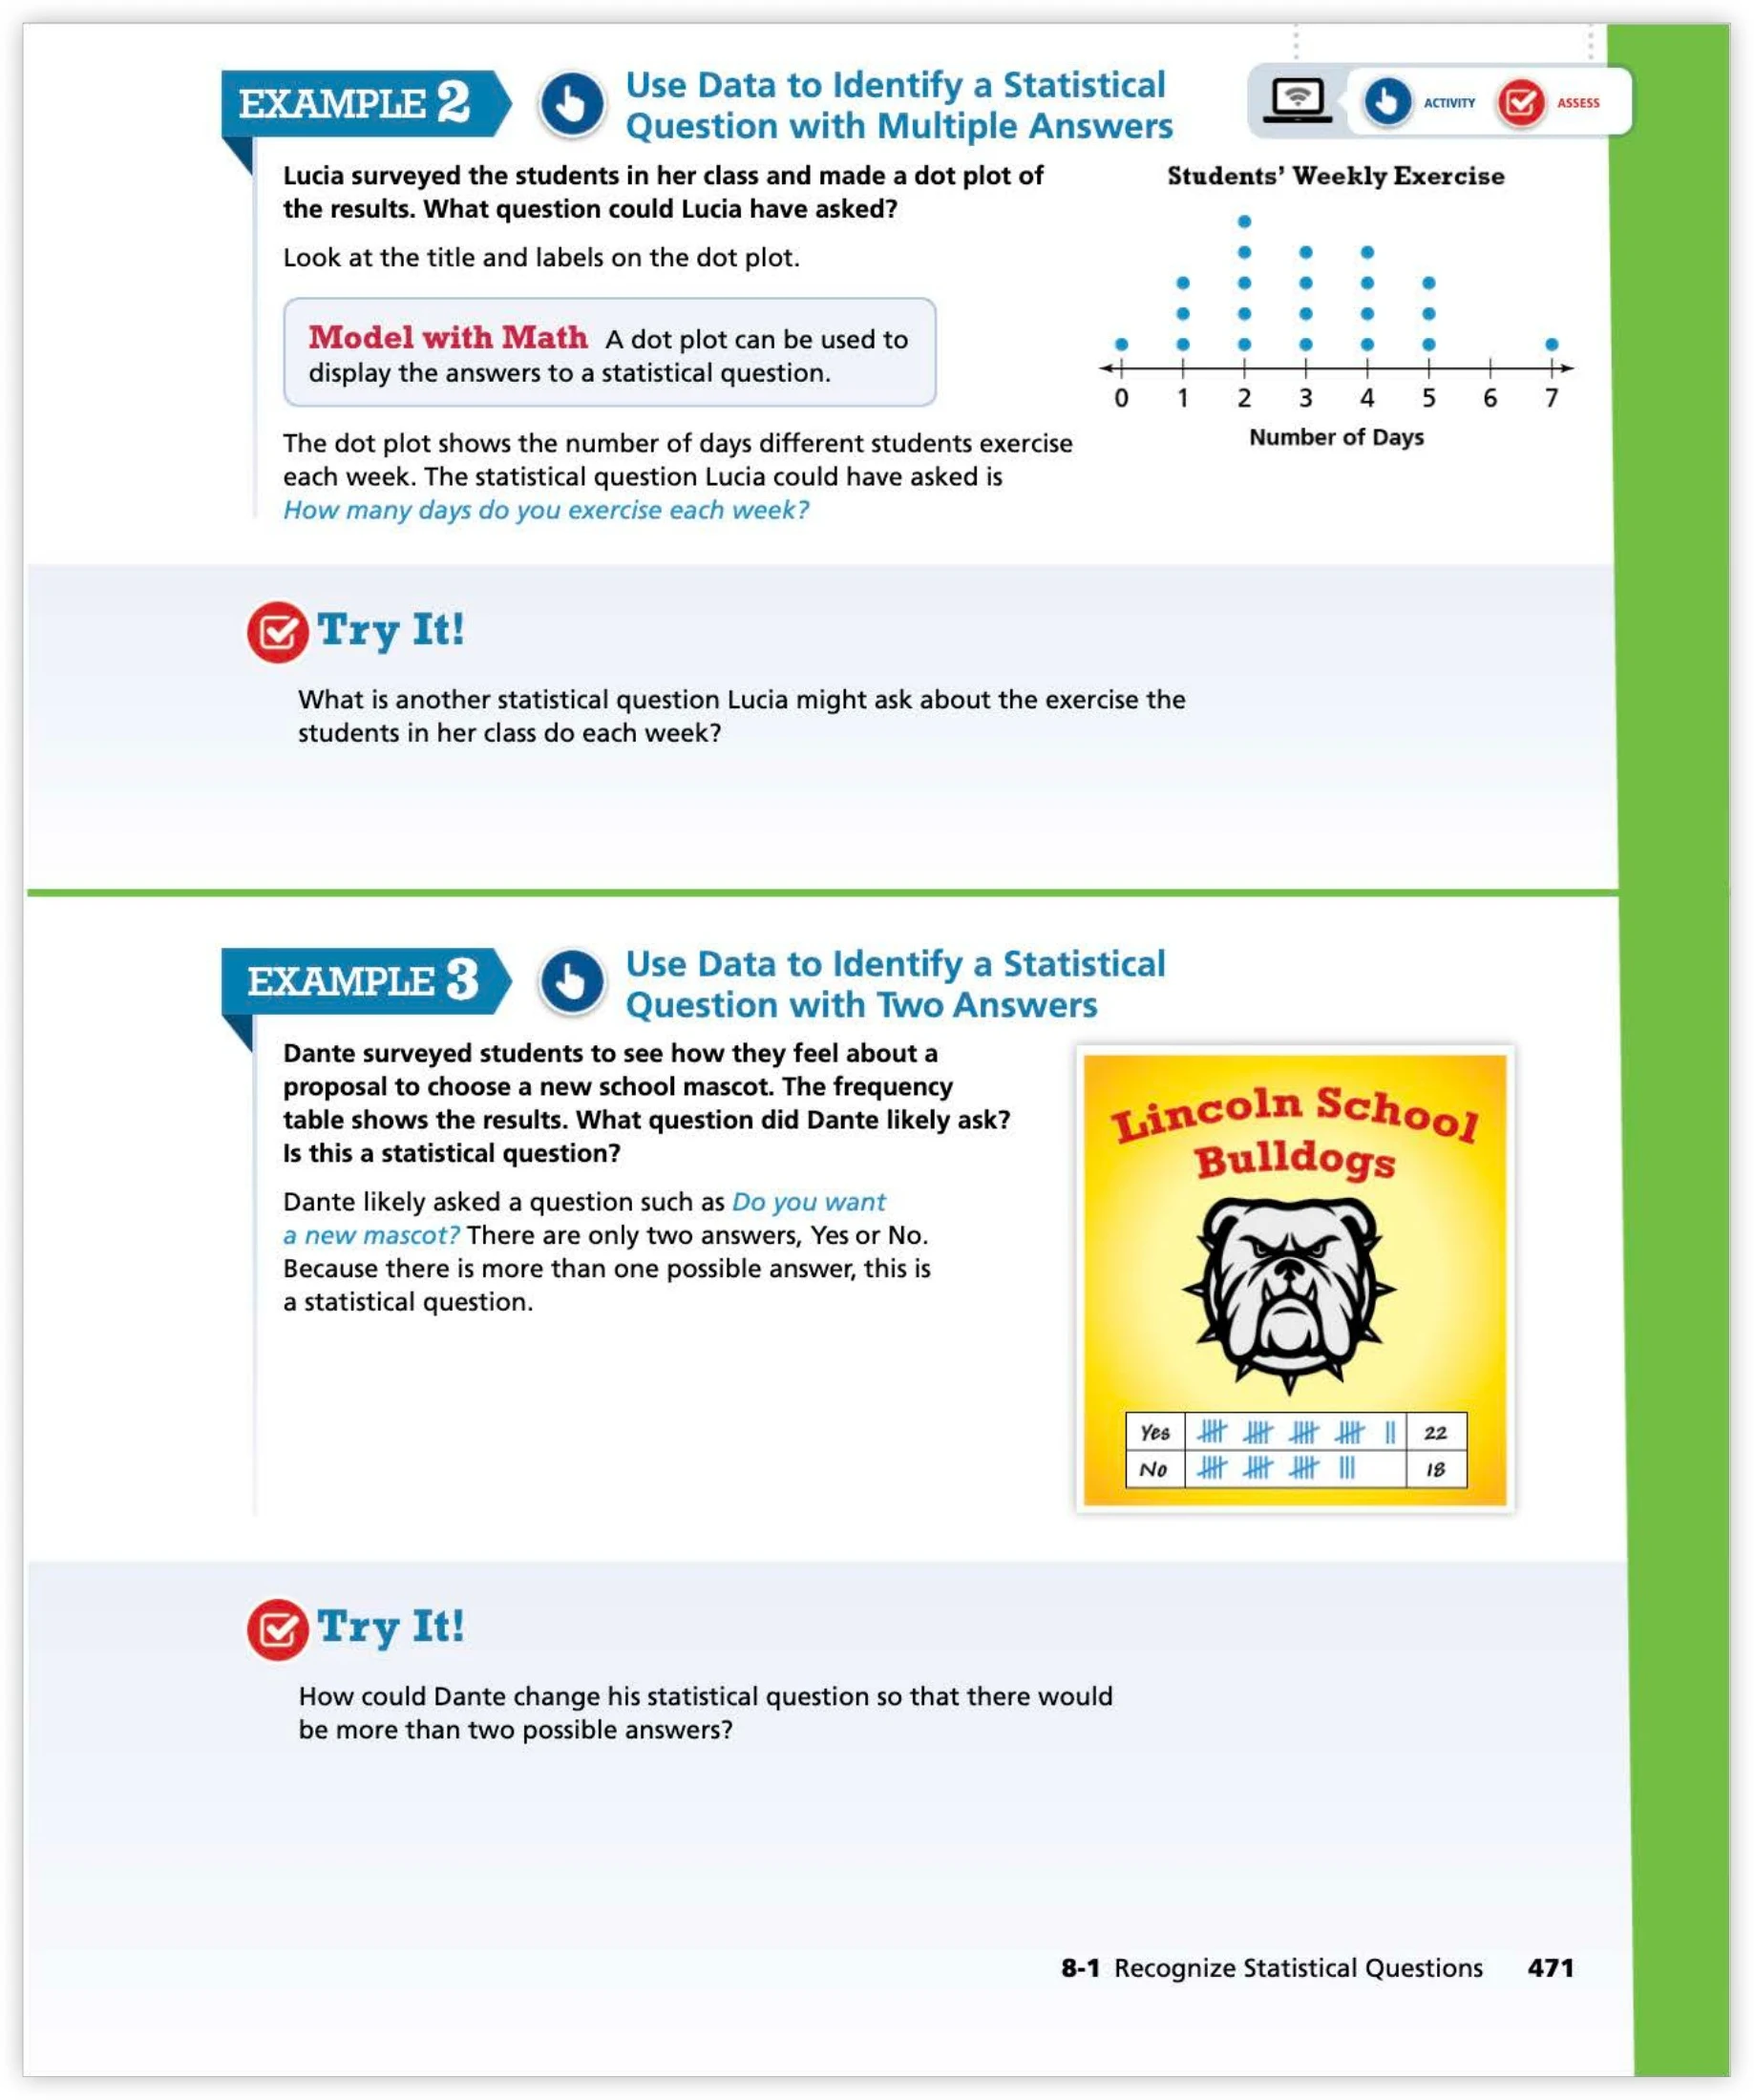 EXAMPLE 2
Use Data to Identify a Statistical
Question with Multiple Answers
ACTIVITY
ASSESS
Lucia surveyed the students in her class and made a dot plot of
the results. What question could Lucia have asked?
Look at the title and labels on the dot plot.
Model with Math A dot plot can be used to
display the answers to a statistical question.
The dot plot shows the number of days different students exercise
each week. The statistical question Lucia could have asked is
How many days do you exercise each week?
Students' Weekly Exercise
0 1 2 3 4 5 6 7
Number of Days
Try It!
What is another statistical question Lucia might ask about the exercise the
students in her class do each week?
EXAMPLE 3
Use Data to Identify a Statistical
Question with Two Answers
Dante surveyed students to see how they feel about a
proposal to choose a new school mascot. The frequency
table shows the results. What question did Dante likely ask?
Is this a statistical question?
Dante likely asked a question such as Do you want
a new mascot? There are only two answers, Yes or No.
Because there is more than one possible answer, this is
a statistical question.
Lincoln School
Bulldogs
Yes 22
No 18
Try It!
How could Dante change his statistical question so that there would
be more than two possible answers?
8-1 Recognize Statistical Questions 471